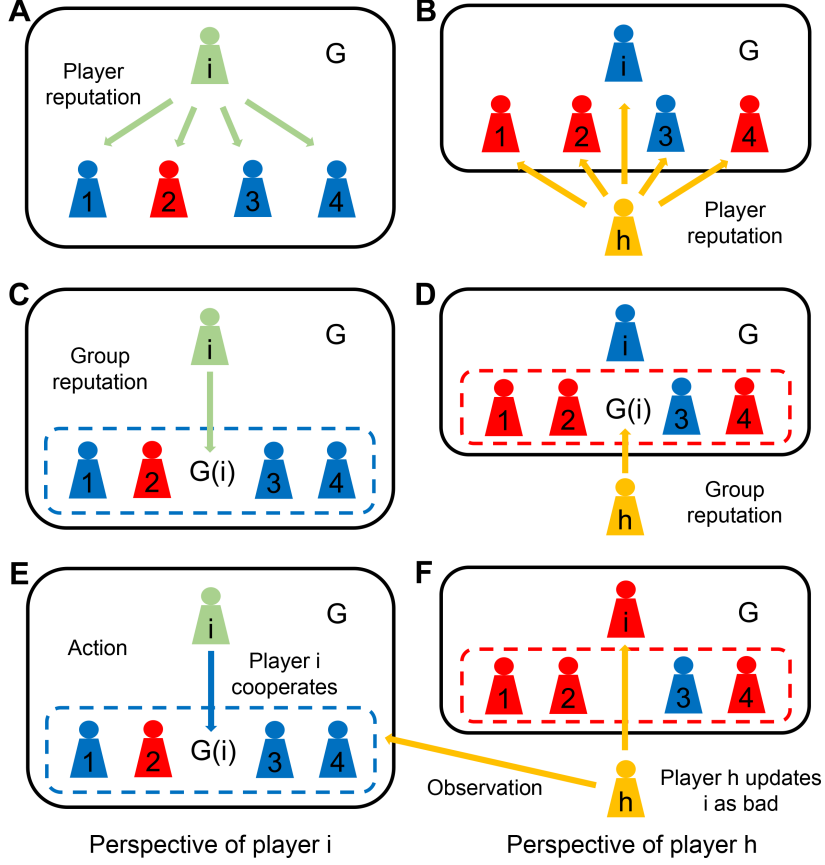 A
i
G
Player
reputation
1 2 3 4
B
i
G
1 2 3 4
h
Player
reputation
C
i
G
Group
reputation
1 2 G(i) 3 4
D
i
G
1 2 G(i) 3 4
h
Group
reputation
E
i
G
Action
Player i
cooperates
1 2 G(i) 3 4
F
i
G
1 2 3 4
Observation
h
Player h updates
i as bad
Perspective of player i
Perspective of player h